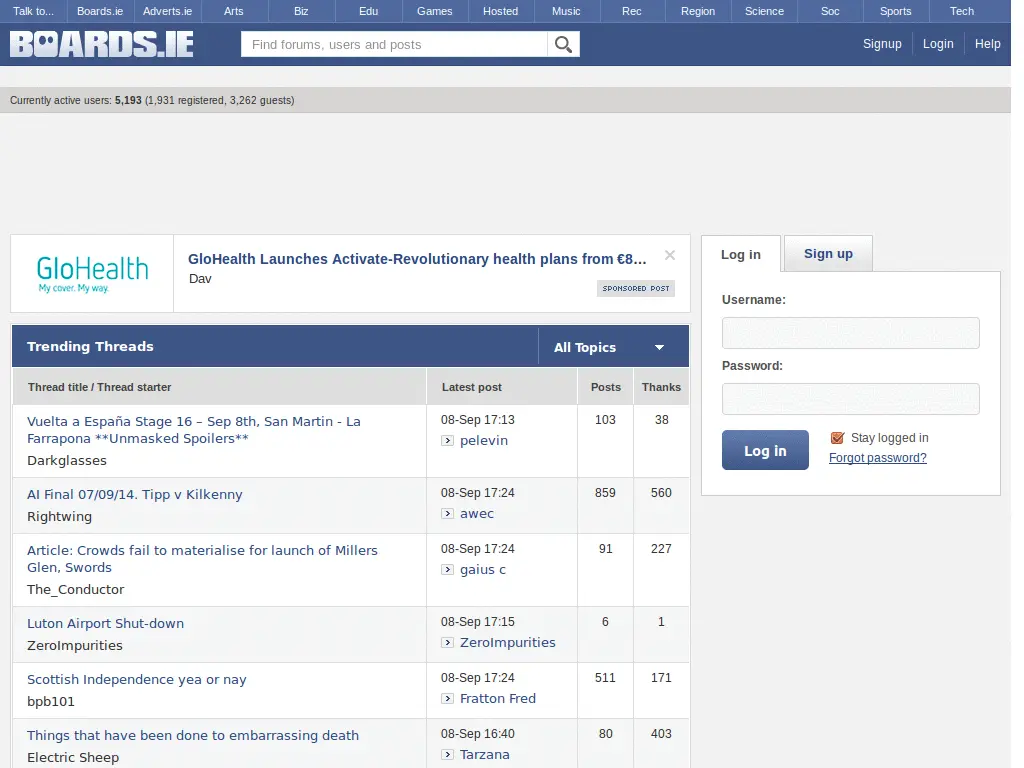 Talk to... Boards.ie Adverts.ie Arts Biz Edu Games Hosted Music Rec Region Science Soc Sports Tech
BOARDS.IE
Find forums, users and posts
Signup Login Help
Currently active users: 5,193 (1,931 registered, 3,262 guests)
GloHealth
My cover. My way.
GloHealth Launches Activate-Revolutionary health plans from €8...
Dav
SPONSORED POST
Trending Threads All Topics
Thread title / Thread starter Latest post Posts Thanks
Vuelta a España Stage 16 – Sep 8th, San Martin - La
Farrapona **Unmasked Spoilers**
Darkglasses
08-Sep 17:13 103 38
pelevin
AI Final 07/09/14. Tipp v Kilkenny
Rightwing
08-Sep 17:24 859 560
awec
Article: Crowds fail to materialise for launch of Millers
Glen, Swords
The_Conductor
08-Sep 17:24 91 227
gaius c
Luton Airport Shut-down
ZeroImpurities
08-Sep 17:15 6 1
ZeroImpurities
Scottish Independence yea or nay
bpb101
08-Sep 17:24 511 171
Fratton Fred
Things that have been done to embarrassing death
Electric Sheep
08-Sep 16:40 80 403
Tarzana
Log in Sign up
Username:
Password:
Log in
Stay logged in
Forgot password?